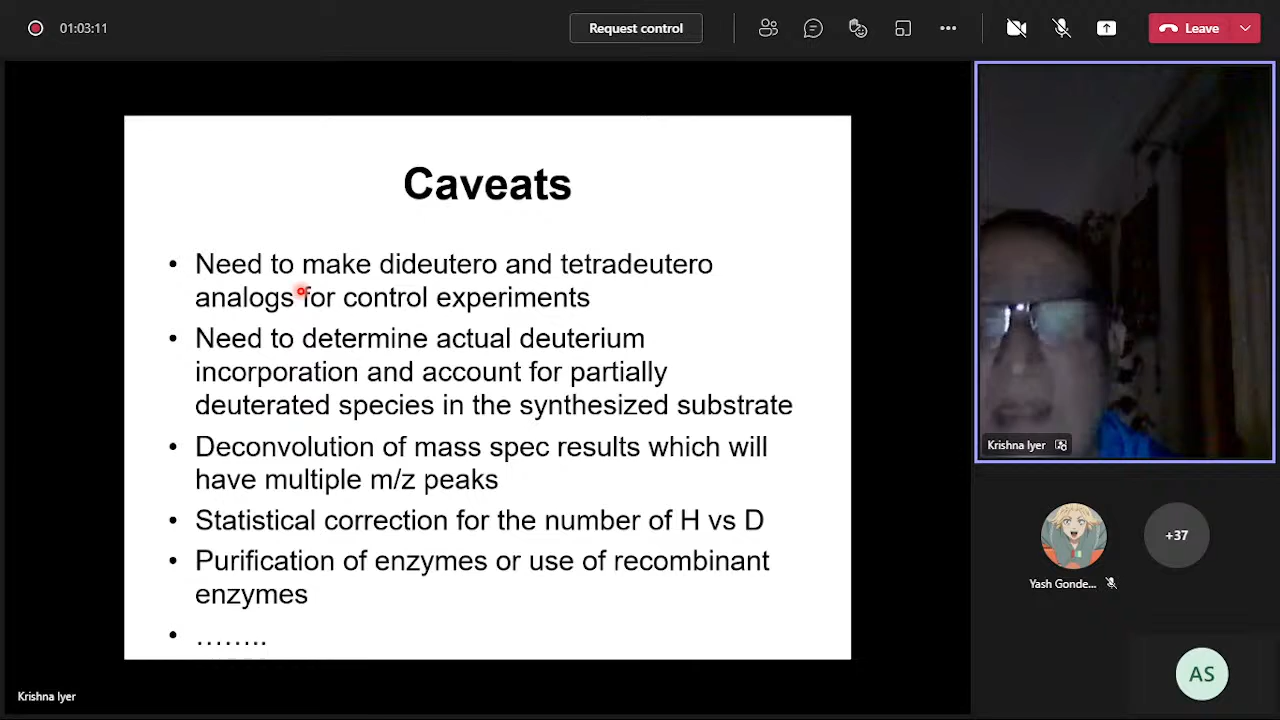 01:03:11
Request control
Leave
Caveats
• Need to make dideutero and tetradeutero
analogs for control experiments
• Need to determine actual deuterium
incorporation and account for partially
deuterated species in the synthesized substrate
• Deconvolution of mass spec results which will
have multiple m/z peaks
• Statistical correction for the number of H vs D
• Purification of enzymes or use of recombinant
enzymes
• ……..
Krishna Iyer
Krishna Iyer
+37
Yash Gonde...
AS